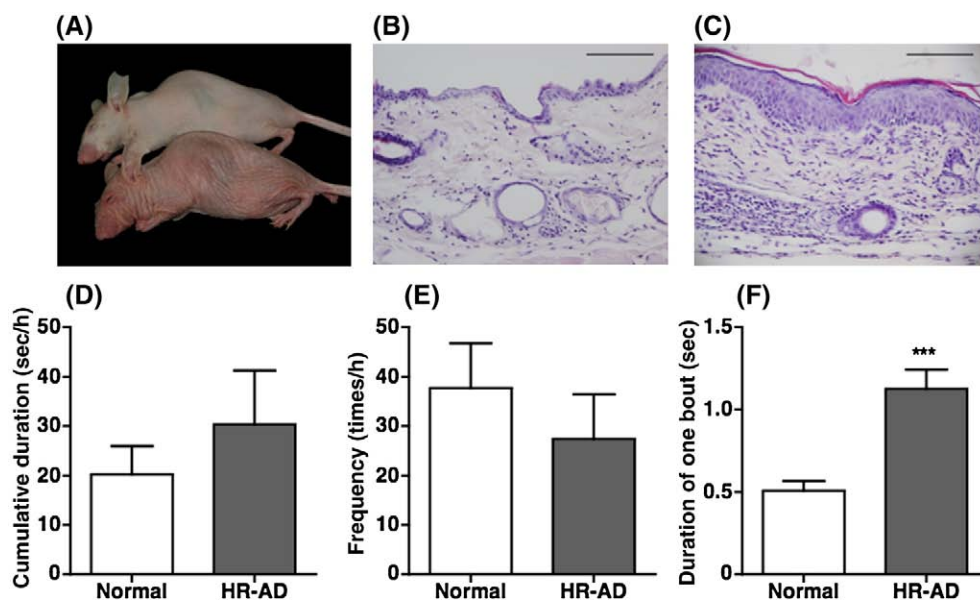 (A)
(B)
(C)
(D)
Cumulative duration (sec/h)
50
40
30
20
10
0
Normal
HR-AD
(E)
Frequency (times/h)
50
40
30
20
10
0
Normal
HR-AD
(F)
Duration of one bout (sec)
1.5
1.0
0.5
0
***
Normal
HR-AD